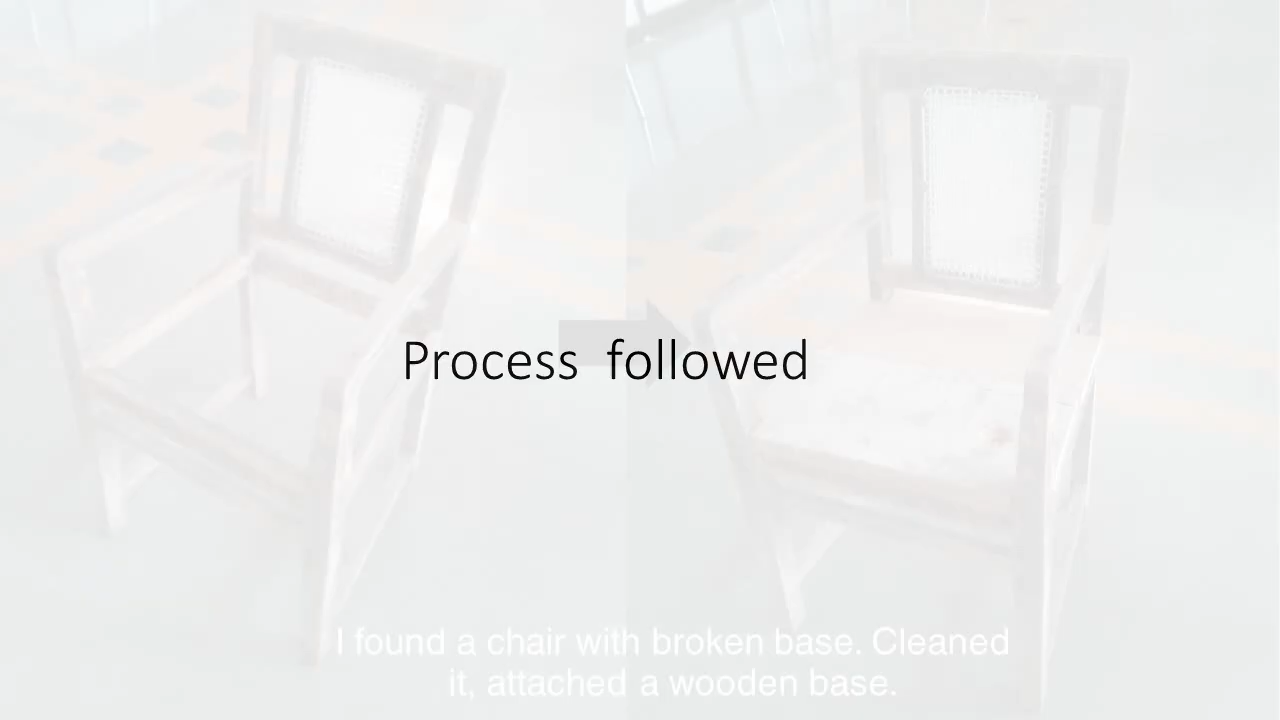 Process followed
I found a chair with broken base. Cleaned
it, attached a wooden base.